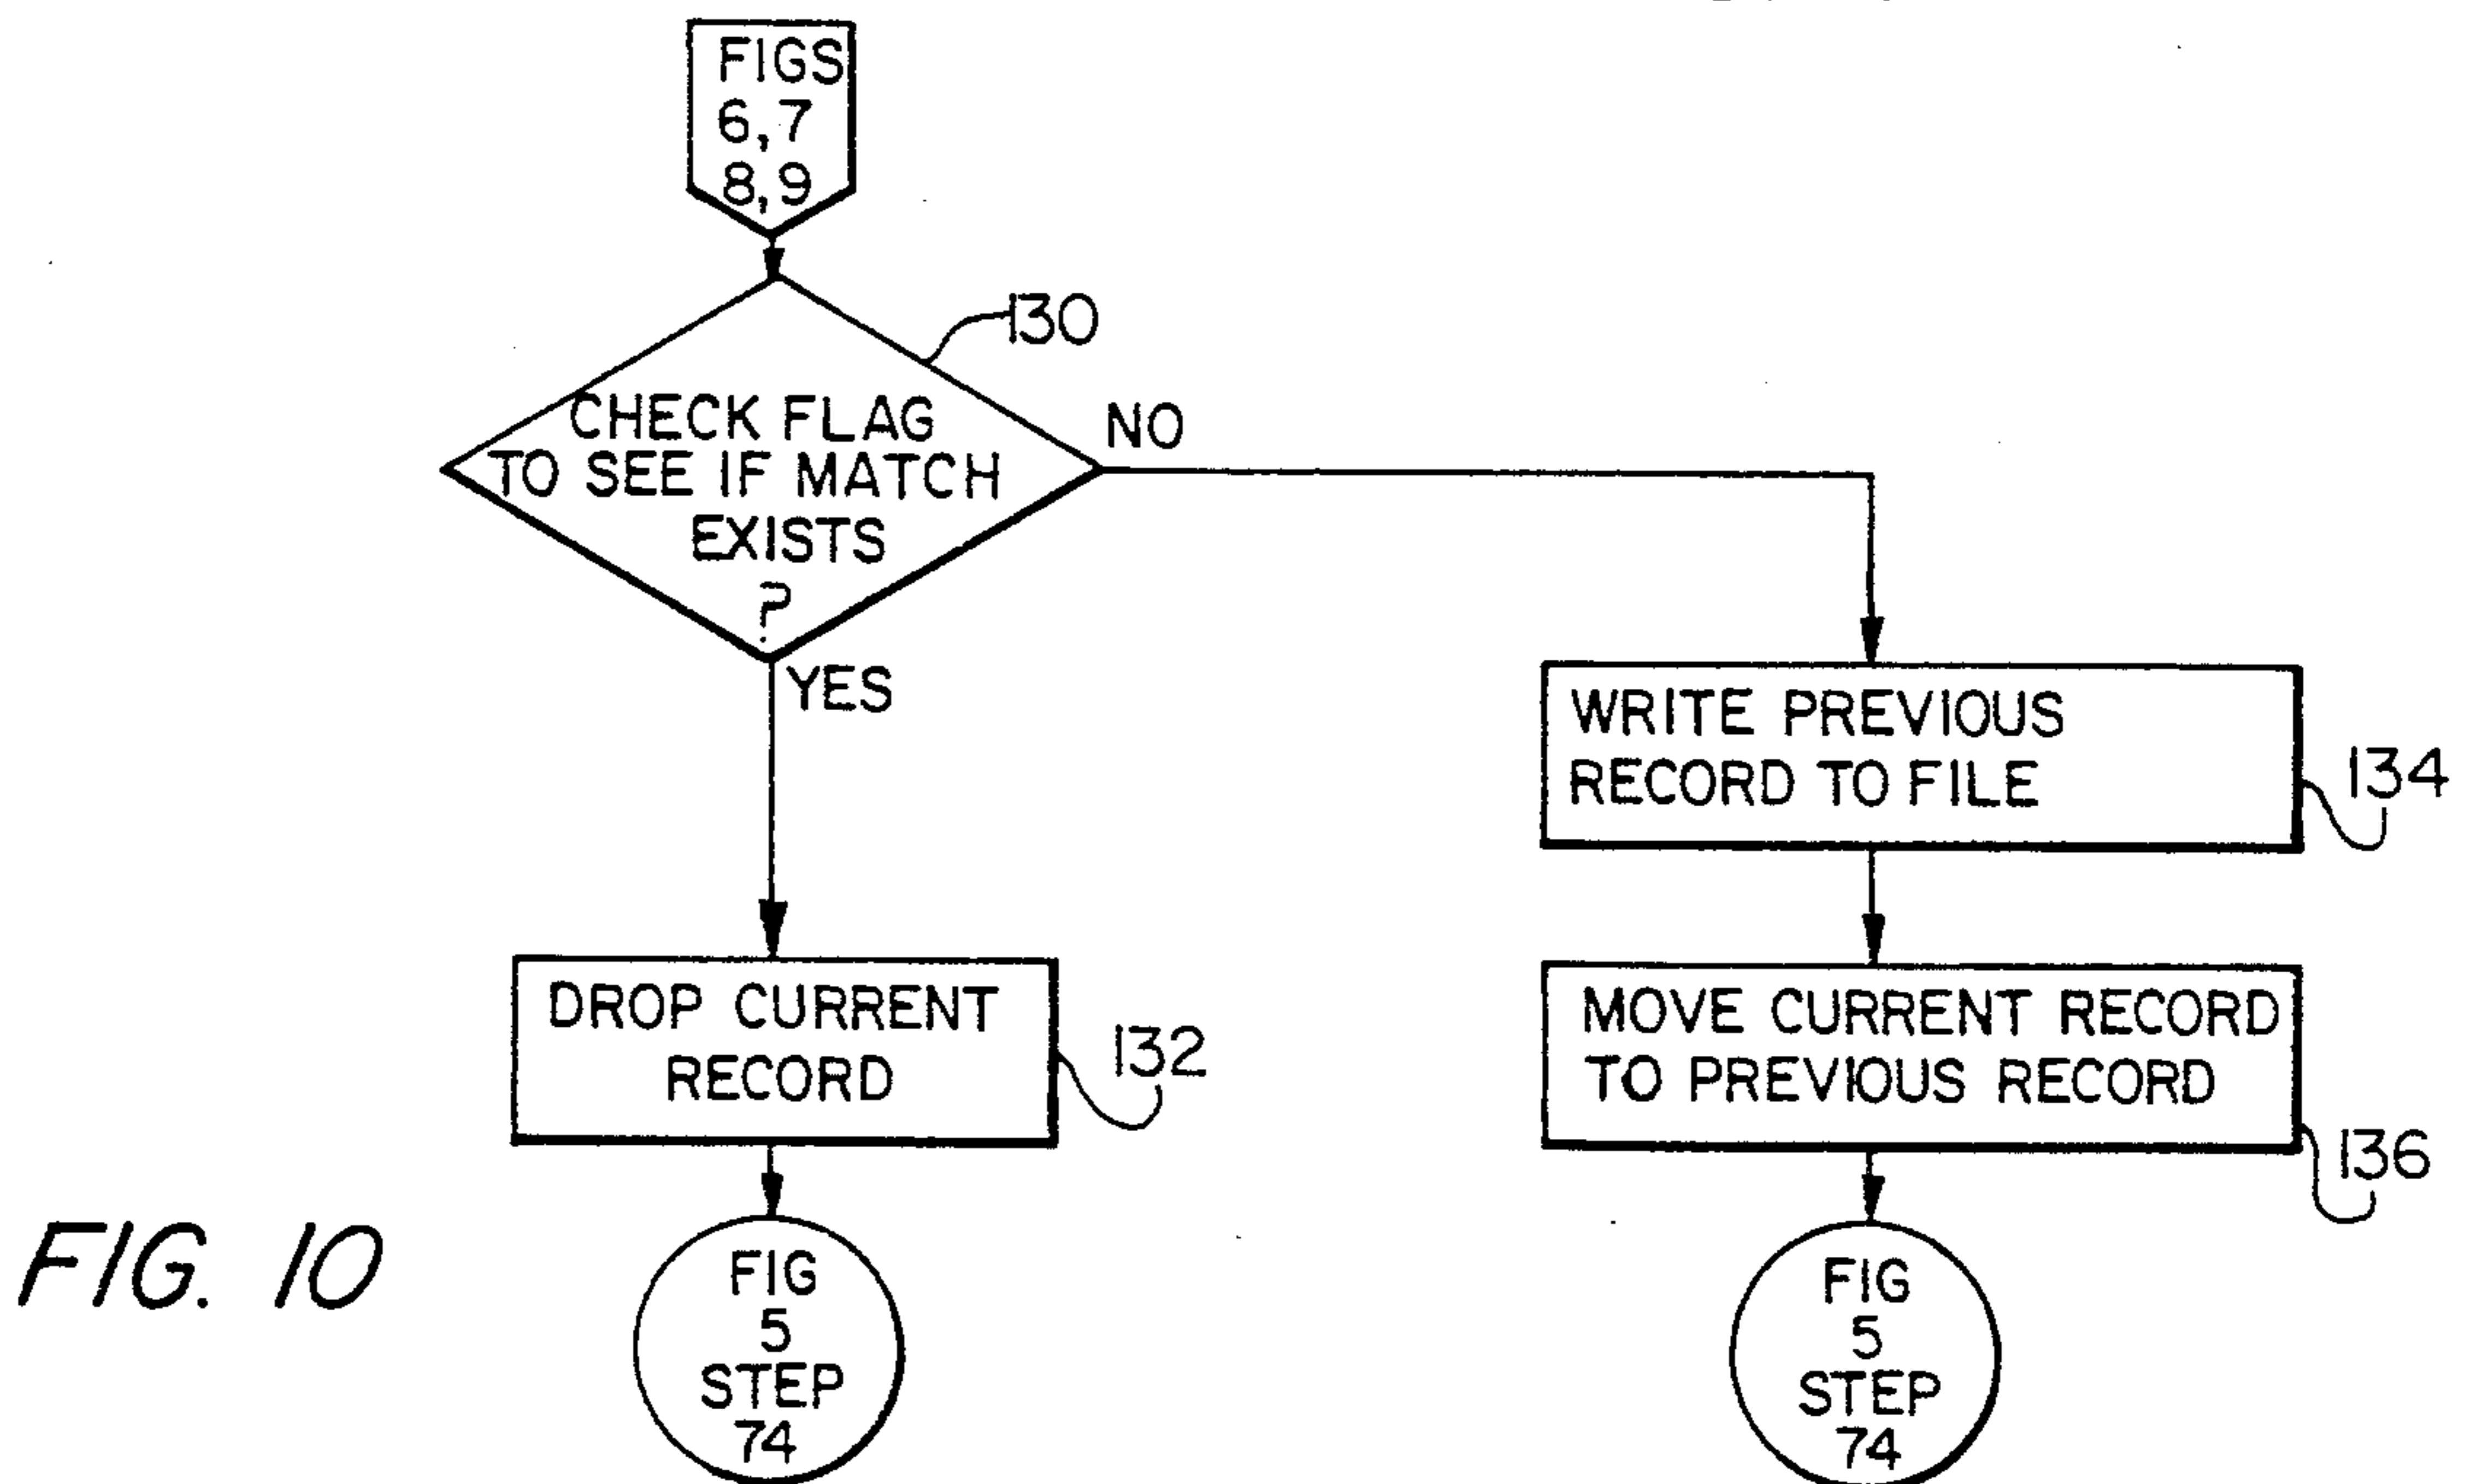 FIGS
6,7
8,9
130
CHECK FLAG
TO SEE IF MATCH
EXISTS
?
NO
YES
WRITE PREVIOUS
RECORD TO FILE
134
DROP CURRENT
RECORD
132
MOVE CURRENT RECORD
TO PREVIOUS RECORD
136
FIG
5
STEP
74
FIG
5
STEP
74
FIG. 10